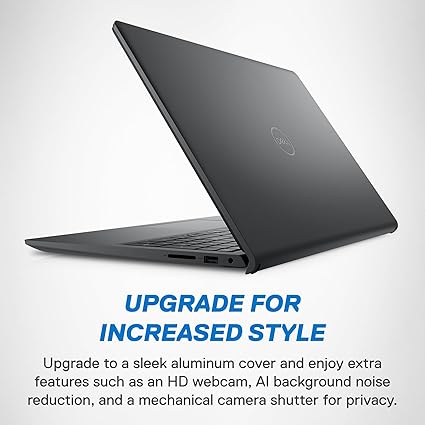 DELL
UPGRADE FOR
INCREASED STYLE
Upgrade to a sleek aluminum cover and enjoy extra
features such as an HD webcam, AI background noise
reduction, and a mechanical camera shutter for privacy.